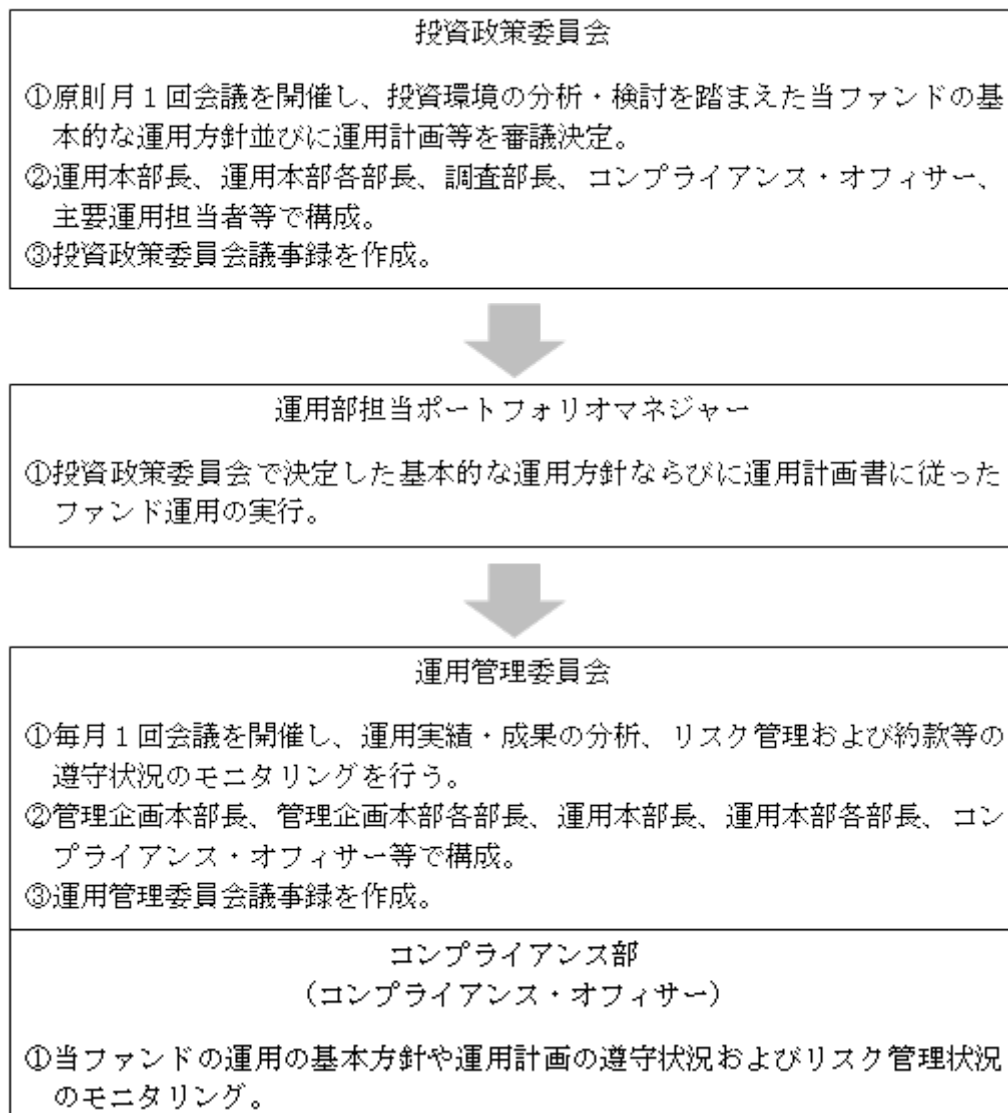 投資政策委員会
①原則月１回会議を開催し、投資環境の分析・検討を踏まえた当ファンドの基
本的な運用方針並びに運用計画等を審議決定。
②運用本部長、運用本部各部長、調査部長、コンプライアンス・オフィサー、
主要運用担当者等で構成。
③投資政策委員会議事録を作成。
運用部担当ポートフォリオマネジャー
①投資政策委員会で決定した基本的な運用方針ならびに運用計画書に従った
ファンド運用の実行。
運用管理委員会
①毎月１回会議を開催し、運用実績・成果の分析、リスク管理および約款等の
遵守状況のモニタリングを行う。
②管理企画本部長、管理企画本部各部長、運用本部長、運用本部各部長、コン
プライアンス・オフィサー等で構成。
③運用管理委員会議事録を作成。
コンプライアンス部
（コンプライアンス・オフィサー）
①当ファンドの運用の基本方針や運用計画の遵守状況およびリスク管理状況
のモニタリング。